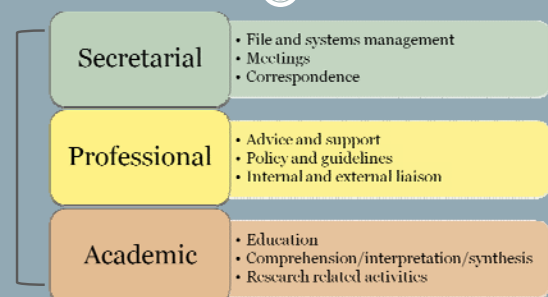 Secretarial
• File and systems management
• Meetings
• Correspondence
Professional
• Advice and support
• Policy and guidelines
• Internal and external liaison
Academic
• Education
• Comprehension/interpretation/synthesis
• Research related activities